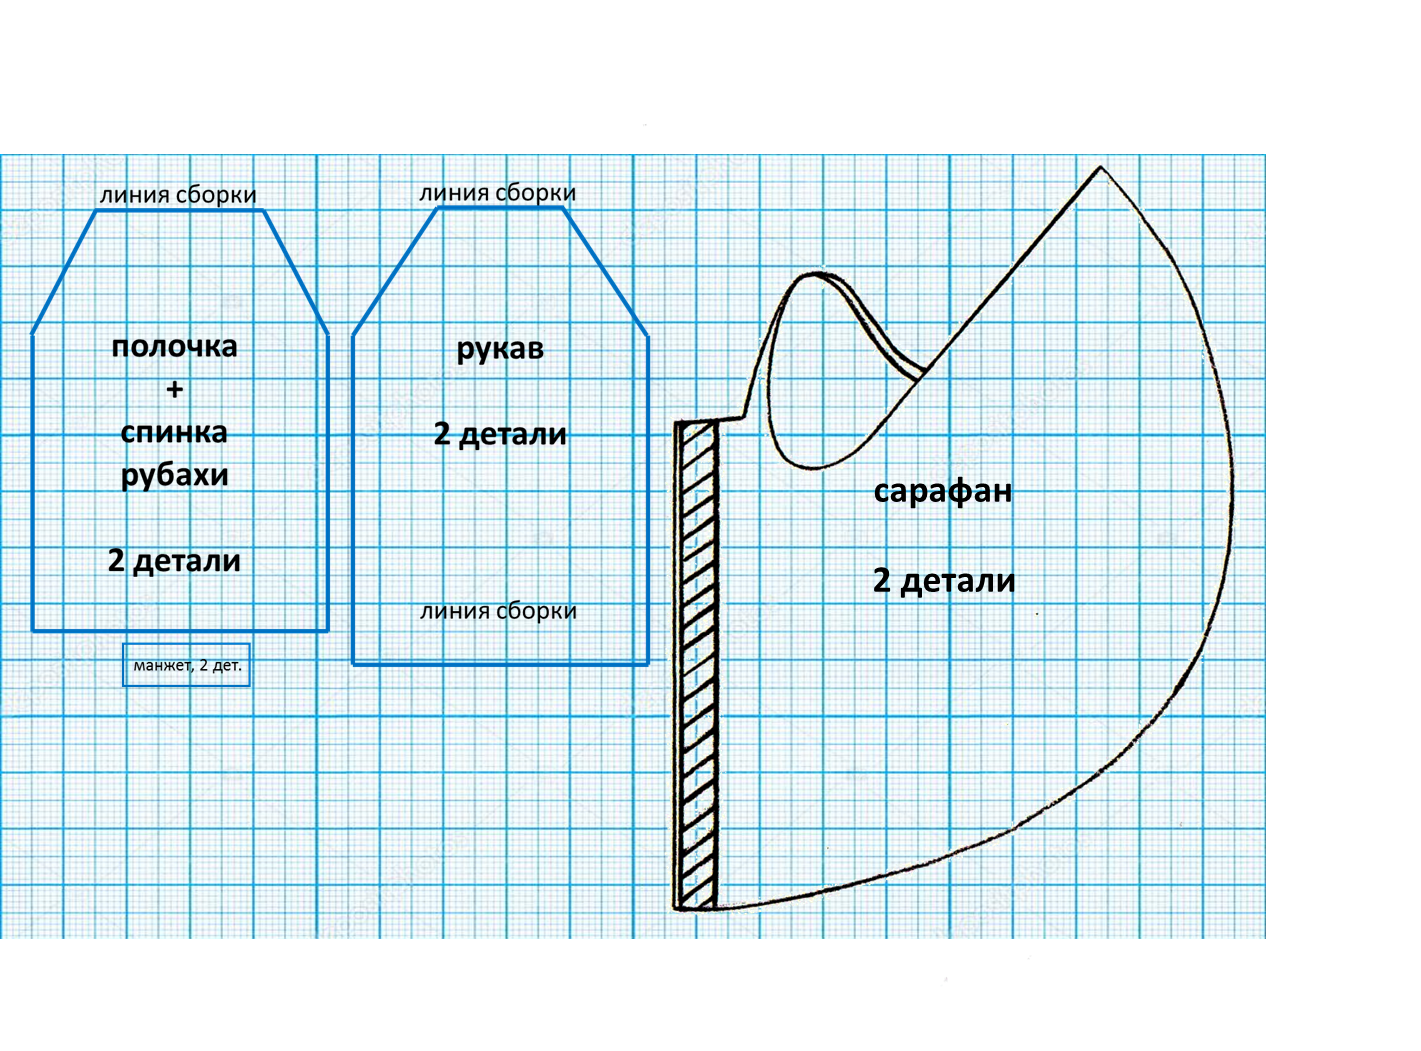 линия сборки
полочка
+
спинка
рубахи
2 детали
манжет, 2 дет.
линия сборки
рукав
2 детали
линия сборки
сарафан
2 детали